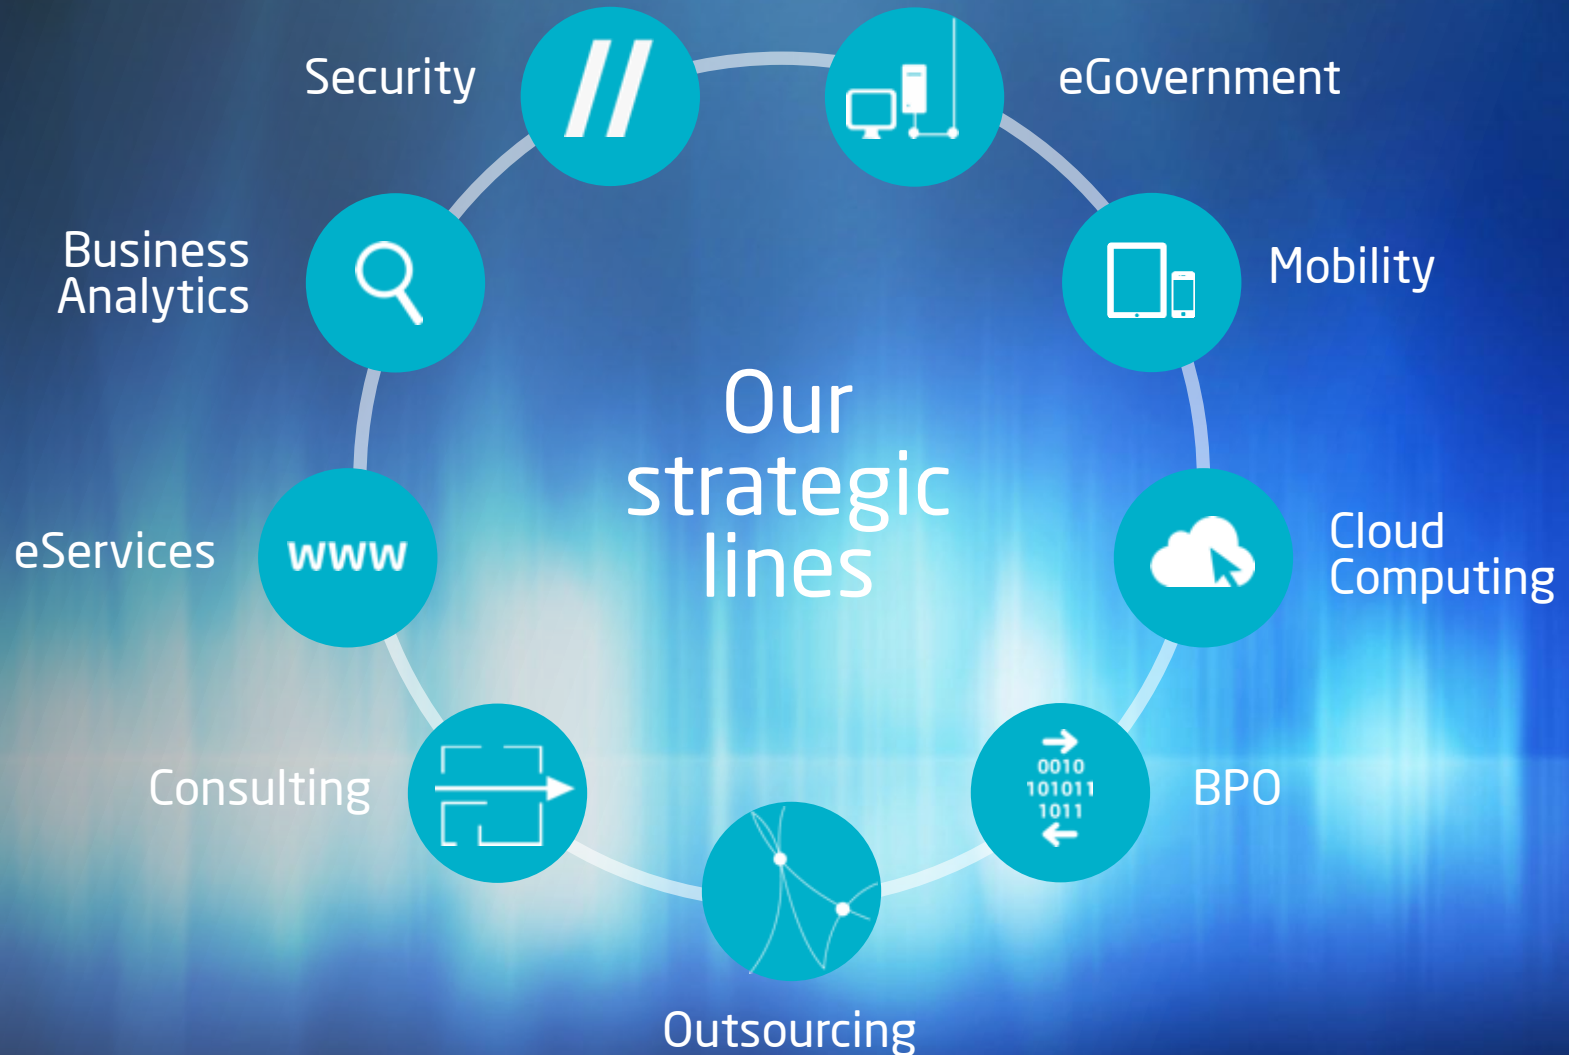 Security
eGovernment
Business
Analytics
Mobility
Our
strategic
lines
eServices
www
Cloud
Computing
Consulting
0010
101011
1011
BPO
Outsourcing